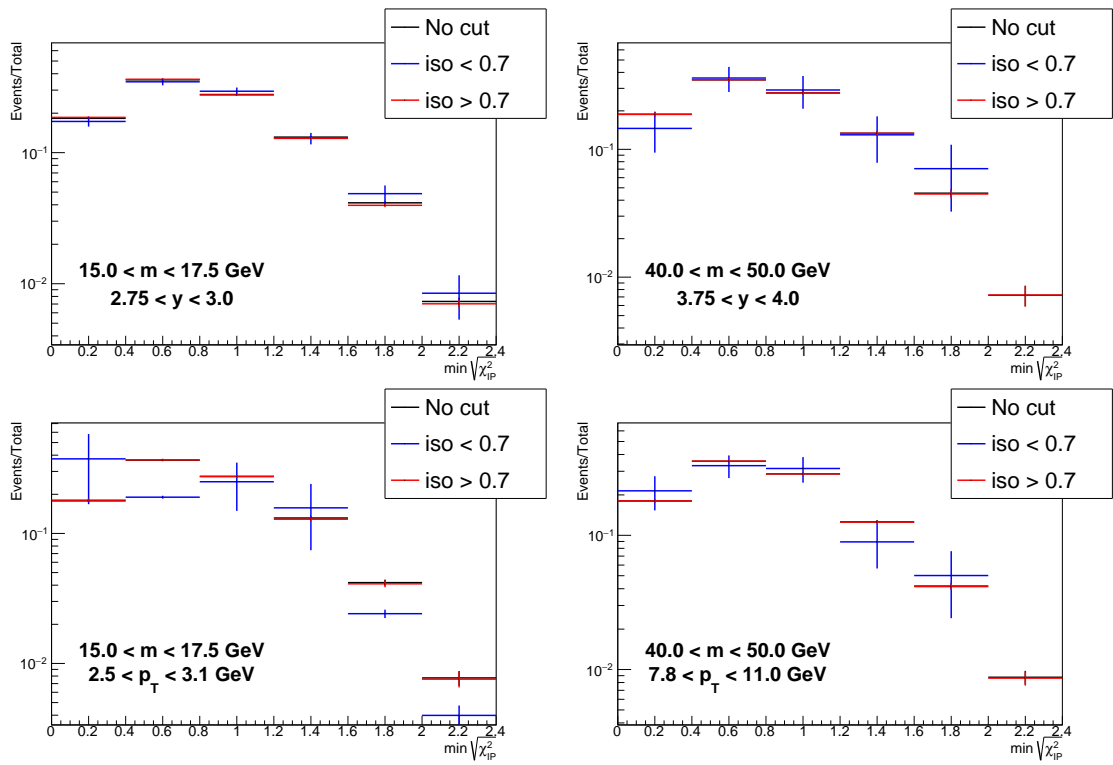 No cut
iso < 0.7
iso > 0.7
Events/Total
10⁻¹
10⁻²
15.0 < m < 17.5 GeV
2.75 < y < 3.0
0 0.2 0.4 0.6 0.8 1 1.2 1.4 1.6 1.8 2 2.2 2.4
min √χ²_IP
No cut
iso < 0.7
iso > 0.7
Events/Total
10⁻¹
10⁻²
40.0 < m < 50.0 GeV
3.75 < y < 4.0
0 0.2 0.4 0.6 0.8 1 1.2 1.4 1.6 1.8 2 2.2 2.4
min √χ²_IP
No cut
iso < 0.7
iso > 0.7
Events/Total
10⁻¹
10⁻²
15.0 < m < 17.5 GeV
2.5 < p_T < 3.1 GeV
0 0.2 0.4 0.6 0.8 1 1.2 1.4 1.6 1.8 2 2.2 2.4
min √χ²_IP
No cut
iso < 0.7
iso > 0.7
Events/Total
10⁻¹
10⁻²
40.0 < m < 50.0 GeV
7.8 < p_T < 11.0 GeV
0 0.2 0.4 0.6 0.8 1 1.2 1.4 1.6 1.8 2 2.2 2.4
min √χ²_IP